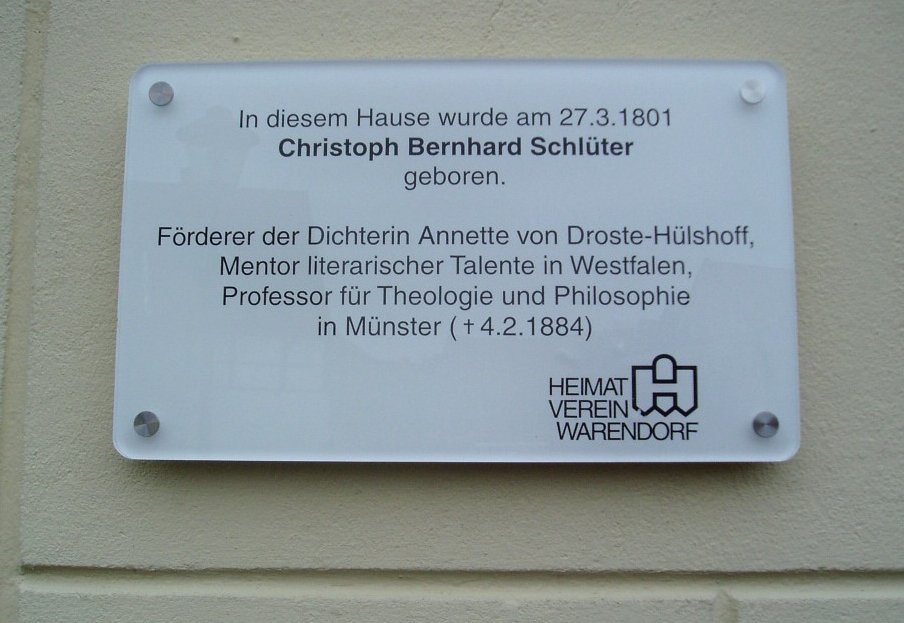 In diesem Hause wurde am 27.3.1801
Christoph Bernhard Schlüter
geboren.
Förderer der Dichterin Annette von Droste-Hülshoff,
Mentor literarischer Talente in Westfalen,
Professor für Theologie und Philosophie
in Münster (✝4.2.1884)
HEIMAT
VEREIN
WARENDORF